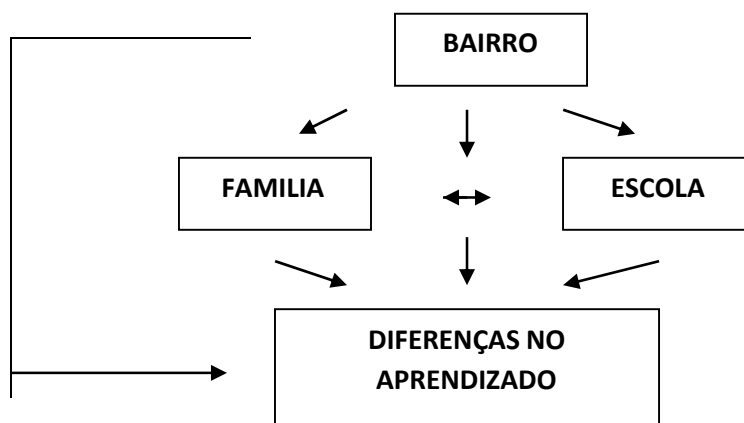 BAIRRO
FAMILIA
ESCOLA
DIFERENÇAS NO
APRENDIZADO